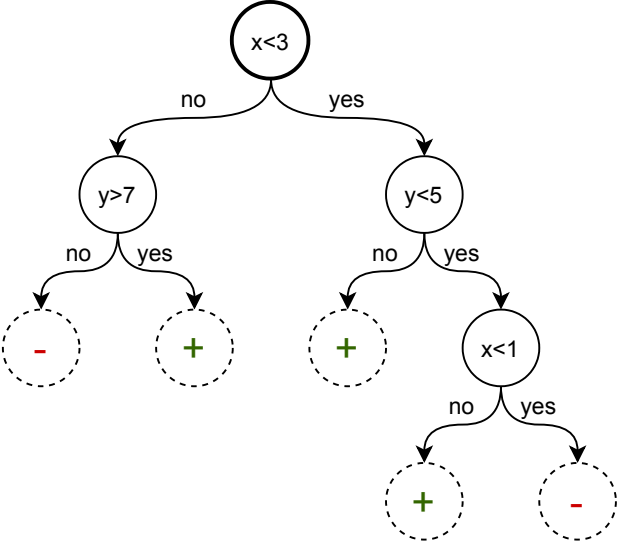 x<3
no
yes
y>7
y<5
no
yes
no
yes
-
+
+
x<1
no
yes
+
-